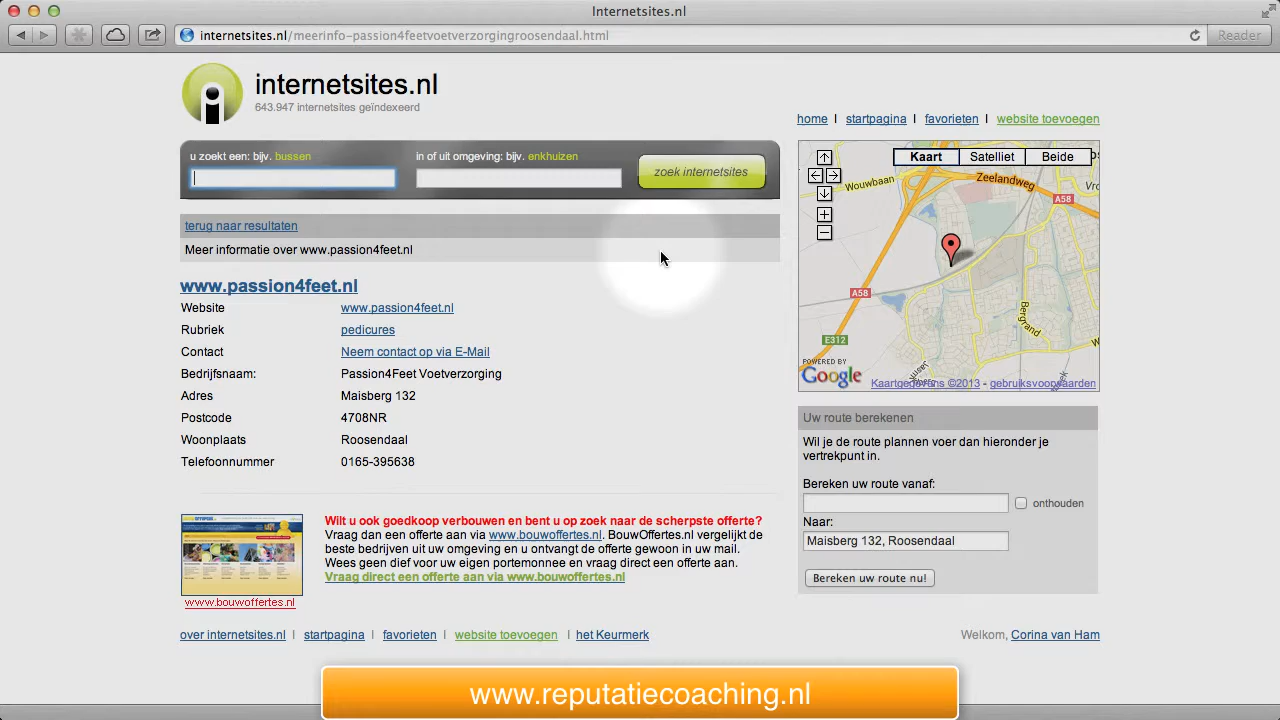 Internetsites.nl
internetsites.nl/meerinfo-passion4feetvoetverzorgingroosendaal.html
Reader
internetsites.nl
643.947 internetsites geïndexeerd
home | startpagina | favorieten | website toevoegen
u zoekt een: bijv. bussen
in of uit omgeving: bijv. enkhuizen
zoek internetsites
terug naar resultaten
Meer informatie over www.passion4feet.nl
www.passion4feet.nl
Website www.passion4feet.nl
Rubriek pedicures
Contact Neem contact op via E-Mail
Bedrijfsnaam: Passion4Feet Voetverzorging
Adres Maisberg 132
Postcode 4708NR
Woonplaats Roosendaal
Telefoonnummer 0165-395638
Kaart Satelliet Beide
Wouwbaan
Zeelandweg
A58
A58
Bergrand
E312
POWERED BY
Google
Kaartgegevens ©2013 - gebruiksvoorwaarden
Uw route berekenen
Wil je de route plannen voer dan hieronder je
vertrekpunt in.
Bereken uw route vanaf:
onthouden
Naar:
Maisberg 132, Roosendaal
Bereken uw route nu!
Wilt u ook goedkoop verbouwen en bent u op zoek naar de scherpste offerte?
Vraag dan een offerte aan via www.bouwoffertes.nl. BouwOffertes.nl vergelijkt de
beste bedrijven uit uw omgeving en u ontvangt de offerte gewoon in uw mail.
Wees geen dief voor uw eigen portemonnee en vraag direct een offerte aan.
Vraag direct een offerte aan via www.bouwoffertes.nl
www.bouwoffertes.nl
over internetsites.nl | startpagina | favorieten | website toevoegen | het Keurmerk
Welkom, Corina van Ham
www.reputatiecoaching.nl